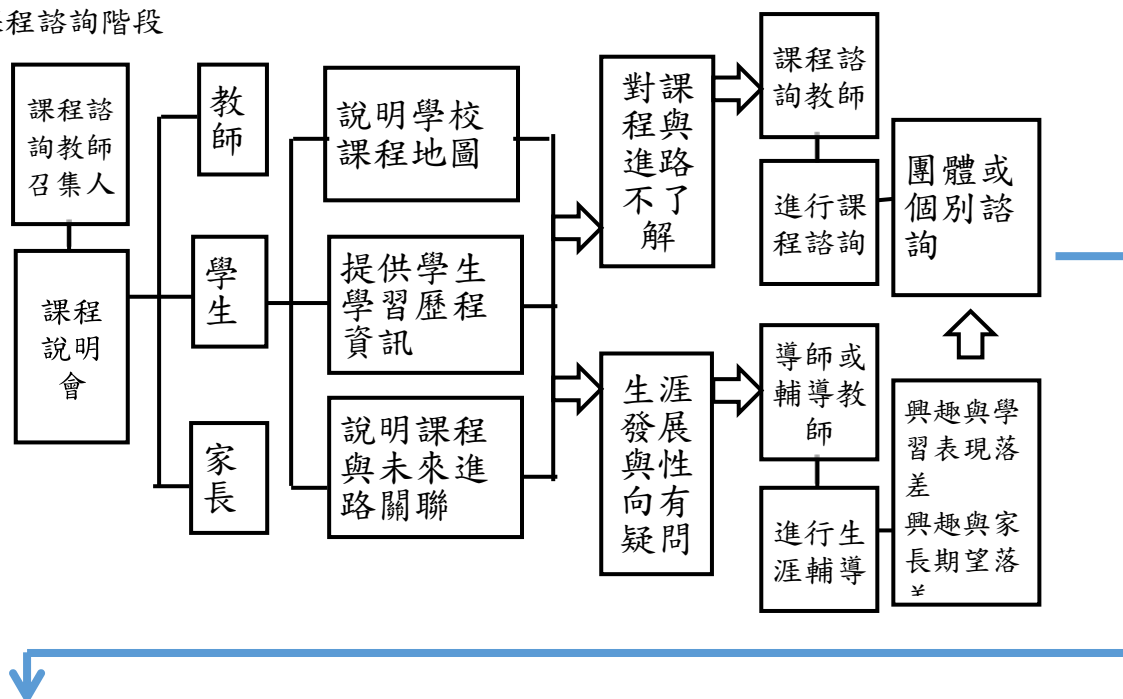 程諮詢階段
課程諮
詢教師
召集人
課程
說明
會
教
師
學
生
家
長
說明學校
課程地圖
提供學生
學習歷程
資訊
說明課程
與未來進
路關聯
對課
程與
進路
不了
解
生涯
發展
與性
向有
疑問
課程諮
詢教師
進行課
程諮詢
導師或
輔導教
師
進行生
涯輔導
團體或
個別諮
詢
興趣與學
習表現落
差
興趣與家
長期望落